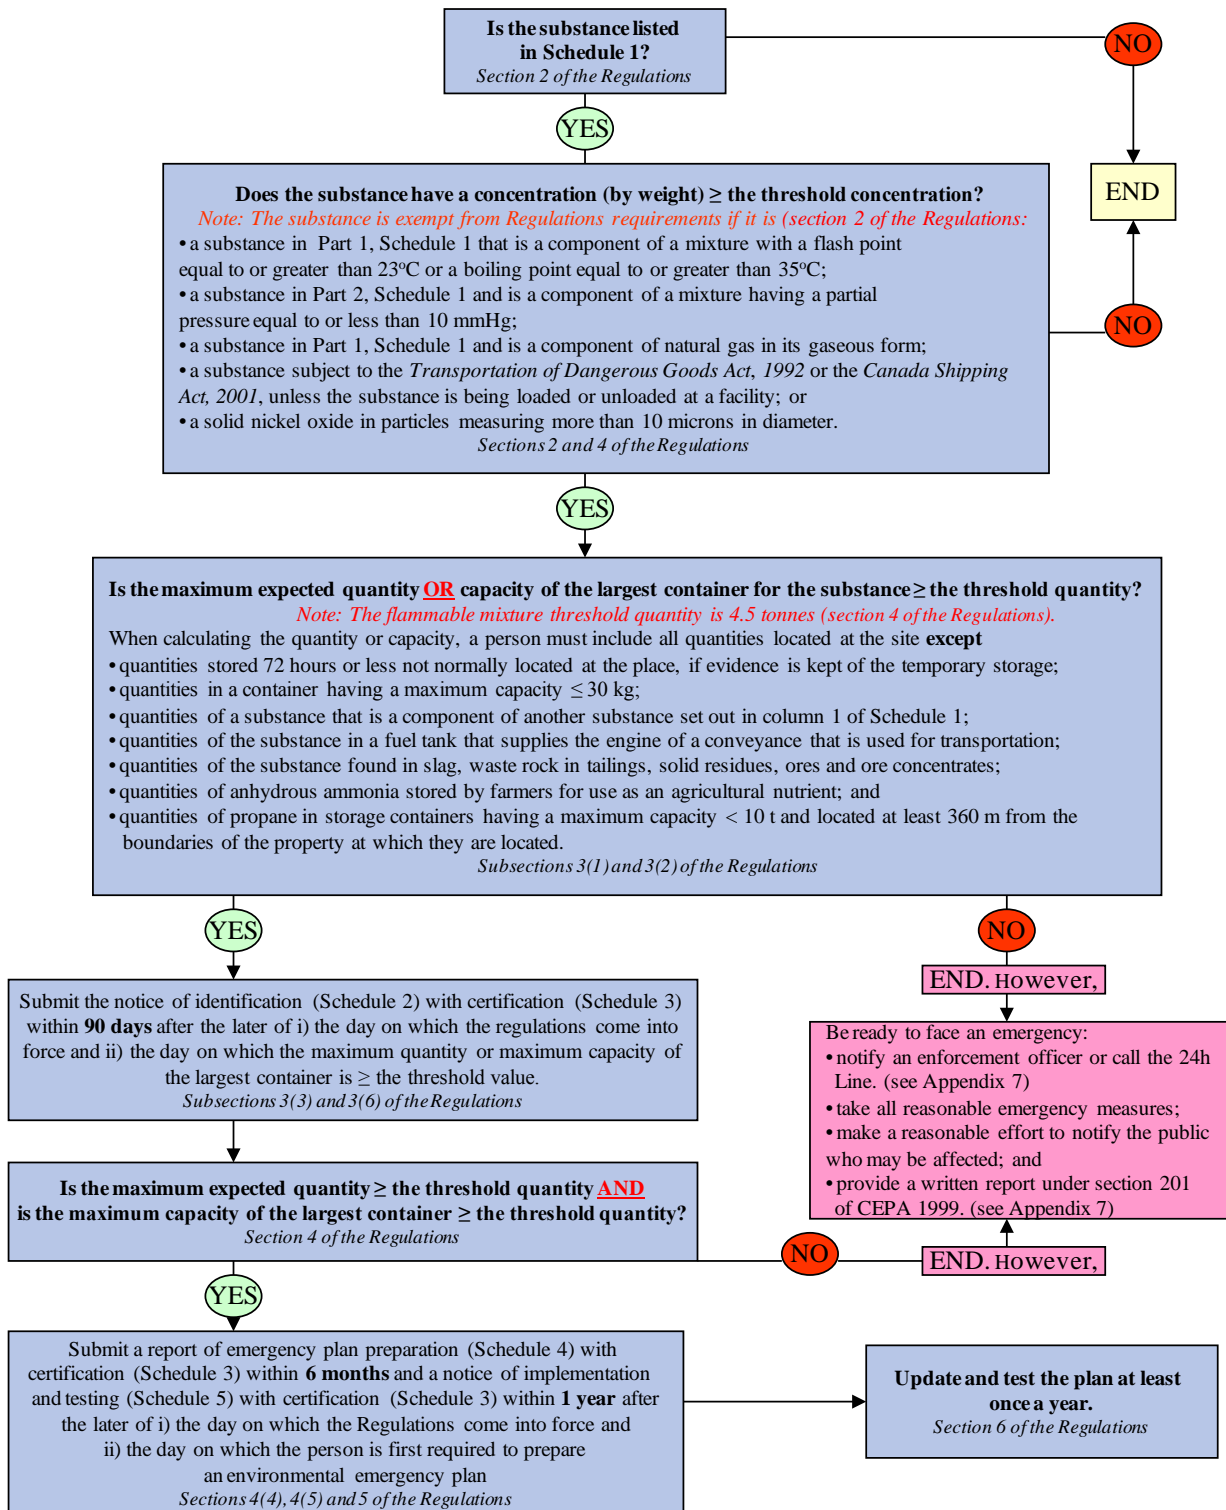 Is the substance listed
in Schedule 1?
Section 2 of the Regulations
NO
YES
END
Does the substance have a concentration (by weight) ≥ the threshold concentration?
Note: The substance is exempt from Regulations requirements if it is (section 2 of the Regulations:
• a substance in Part 1, Schedule 1 that is a component of a mixture with a flash point
equal to or greater than 23°C or a boiling point equal to or greater than 35°C;
• a substance in Part 2, Schedule 1 and is a component of a mixture having a partial
pressure equal to or less than 10 mmHg;
• a substance in Part 1, Schedule 1 and is a component of natural gas in its gaseous form;
• a substance subject to the Transportation of Dangerous Goods Act, 1992 or the Canada Shipping
Act, 2001, unless the substance is being loaded or unloaded at a facility; or
• a solid nickel oxide in particles measuring more than 10 microns in diameter.
Sections 2 and 4 of the Regulations
NO
YES
Is the maximum expected quantity OR capacity of the largest container for the substance ≥ the threshold quantity?
Note: The flammable mixture threshold quantity is 4.5 tonnes (section 4 of the Regulations).
When calculating the quantity or capacity, a person must include all quantities located at the site except
• quantities stored 72 hours or less not normally located at the place, if evidence is kept of the temporary storage;
• quantities in a container having a maximum capacity ≤ 30 kg;
• quantities of a substance that is a component of another substance set out in column 1 of Schedule 1;
• quantities of the substance in a fuel tank that supplies the engine of a conveyance that is used for transportation;
• quantities of the substance found in slag, waste rock in tailings, solid residues, ores and ore concentrates;
• quantities of anhydrous ammonia stored by farmers for use as an agricultural nutrient; and
• quantities of propane in storage containers having a maximum capacity < 10 t and located at least 360 m from the
boundaries of the property at which they are located.
Subsections 3(1) and 3(2) of the Regulations
YES
NO
END. However,
Submit the notice of identification (Schedule 2) with certification (Schedule 3)
within 90 days after the later of i) the day on which the regulations come into
force and ii) the day on which the maximum quantity or maximum capacity of
the largest container is ≥ the threshold value.
Subsections 3(3) and 3(6) of the Regulations
Be ready to face an emergency:
• notify an enforcement officer or call the 24h
Line. (see Appendix 7)
• take all reasonable emergency measures;
• make a reasonable effort to notify the public
who may be affected; and
• provide a written report under section 201
of CEPA 1999. (see Appendix 7)
Is the maximum expected quantity ≥ the threshold quantity AND
is the maximum capacity of the largest container ≥ the threshold quantity?
Section 4 of the Regulations
NO
END. However,
YES
Submit a report of emergency plan preparation (Schedule 4) with
certification (Schedule 3) within 6 months and a notice of implementation
and testing (Schedule 5) with certification (Schedule 3) within 1 year after
the later of i) the day on which the Regulations come into force and
ii) the day on which the person is first required to prepare
an environmental emergency plan
Sections 4(4), 4(5) and 5 of the Regulations
Update and test the plan at least
once a year.
Section 6 of the Regulations